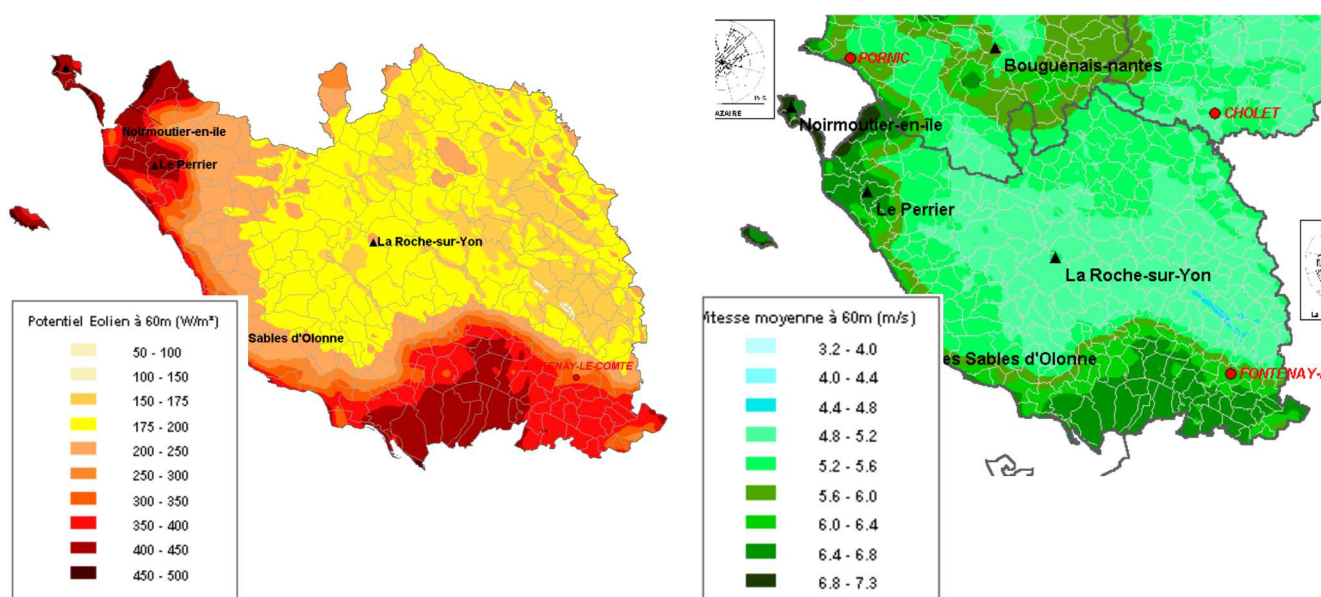 Noirmoutier-en-île
Le Perrier
La Roche-sur-Yon
Sables d'Olonne
ENAY-LE-COMTE
Potentiel Eolien à 60m (W/m²)
50 - 100
100 - 150
150 - 175
175 - 200
200 - 250
250 - 300
300 - 350
350 - 400
400 - 450
450 - 500
PORNIC
Bouguenais-nantes
15 %
AZAIRE
CHOLET
Noirmoutier-en-île
Le Perrier
La Roche-sur-Yon
es Sables d'Olonne
FONTENAY-L
itesse moyenne à 60m (m/s)
3.2 - 4.0
4.0 - 4.4
4.4 - 4.8
4.8 - 5.2
5.2 - 5.6
5.6 - 6.0
6.0 - 6.4
6.4 - 6.8
6.8 - 7.3